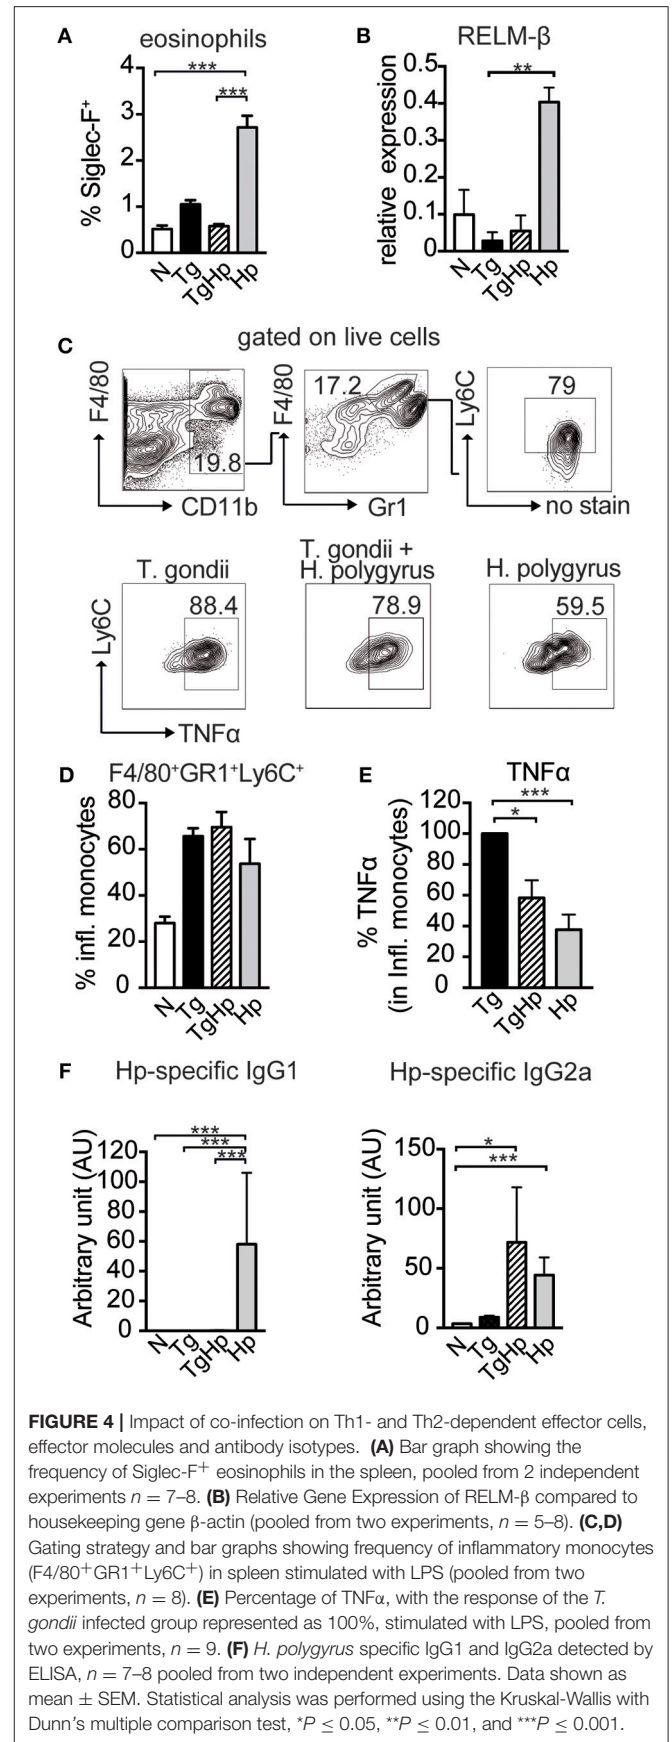 A
eosinophils
% Siglec-F+
4
3
2
1
0
***
***
N
Tg
TgHp
Hp
B
RELM-β
relative expression
0.5
0.4
0.3
0.2
0.1
0
**
N
Tg
TgHp
Hp
C
gated on live cells
F4/80
19.8
CD11b
F4/80
17.2
Gr1
Ly6C
79
no stain
T. gondii
T. gondii +
H. polygyrus
H. polygyrus
Ly6C
88.4
78.9
59.5
TNFα
D
F4/80+GR1+Ly6C+
% infl. monocytes
80
60
40
20
0
N
Tg
TgHp
Hp
E
TNFα
% TNFα
(in Infl. monocytes)
120
100
80
60
40
20
0
***
*
Tg
TgHp
Hp
F
Hp-specific IgG1
Arbitrary unit (AU)
120
100
80
60
40
20
0
***
***
***
N
Tg
TgHp
Hp
Hp-specific IgG2a
Arbitrary unit (AU)
150
100
50
0
*
***
N
Tg
TgHp
Hp
FIGURE 4 | Impact of co-infection on Th1- and Th2-dependent effector cells,
effector molecules and antibody isotypes. (A) Bar graph showing the
frequency of Siglec-F+ eosinophils in the spleen, pooled from 2 independent
experiments n = 7–8. (B) Relative Gene Expression of RELM-β compared to
housekeeping gene β-actin (pooled from two experiments, n = 5–8). (C,D)
Gating strategy and bar graphs showing frequency of inflammatory monocytes
(F4/80+GR1+Ly6C+) in spleen stimulated with LPS (pooled from two
experiments, n = 8). (E) Percentage of TNFα, with the response of the T.
gondii infected group represented as 100%, stimulated with LPS, pooled from
two experiments, n = 9. (F) H. polygyrus specific IgG1 and IgG2a detected by
ELISA, n = 7–8 pooled from two independent experiments. Data shown as
mean ± SEM. Statistical analysis was performed using the Kruskal-Wallis with
Dunn's multiple comparison test, *P ≤ 0.05, **P ≤ 0.01, and ***P ≤ 0.001.